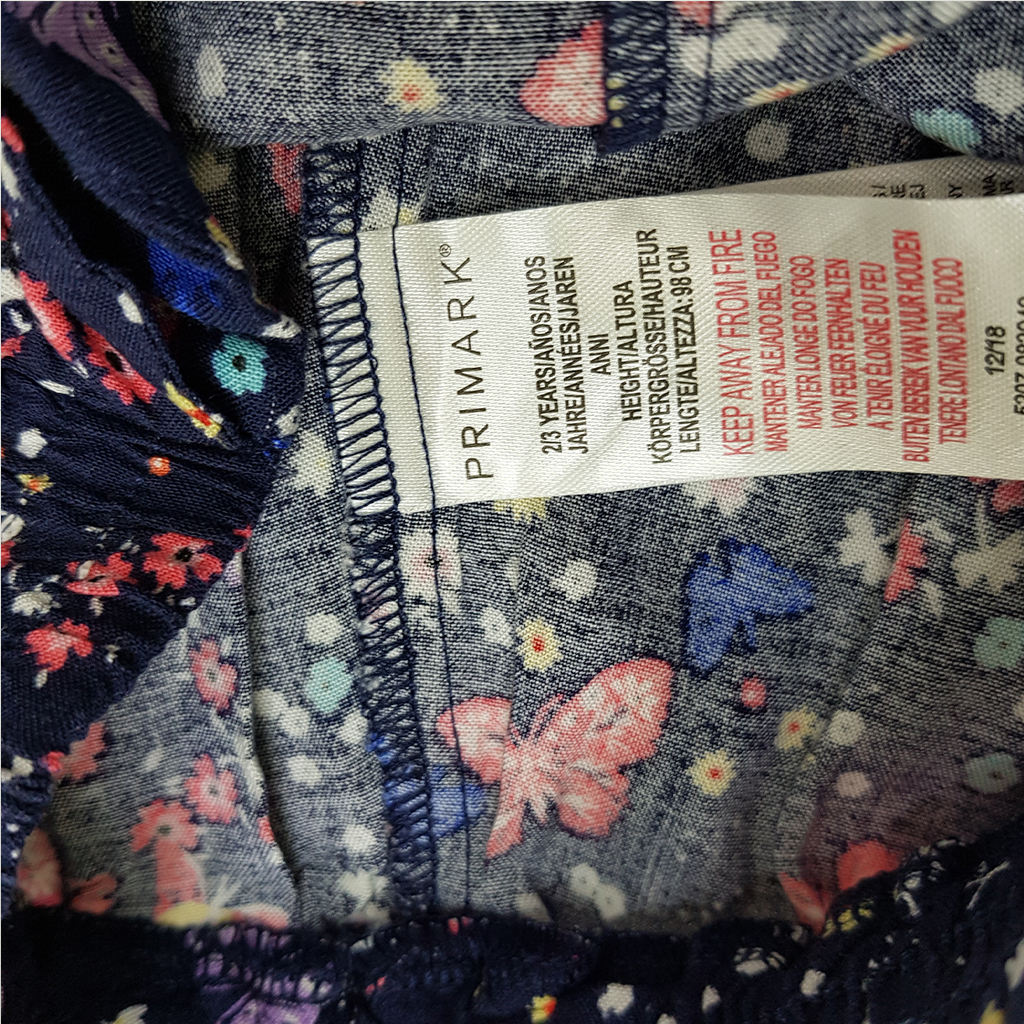 PRIMARK®
2/3 YEARS/AÑOS/ANOS
JAHRE/ANNÉES/JAREN
ANNI
HEIGHT/ALTURA
KÖRPERGRÖSSE/HAUTEUR
LENGTE/ALTEZZA:98 CM
KEEP AWAY FROM FIRE
MANTENER ALEJADO DEL FUEGO
MANTER LONGE DO FOGO
VON FEUER FERNHALTEN
A TENIR ÉLOIGNÉ DU FEU
BUITEN BEREIK VAN VUUR HOUDEN
TENERE LONTANO DAL FUOCO
12/18